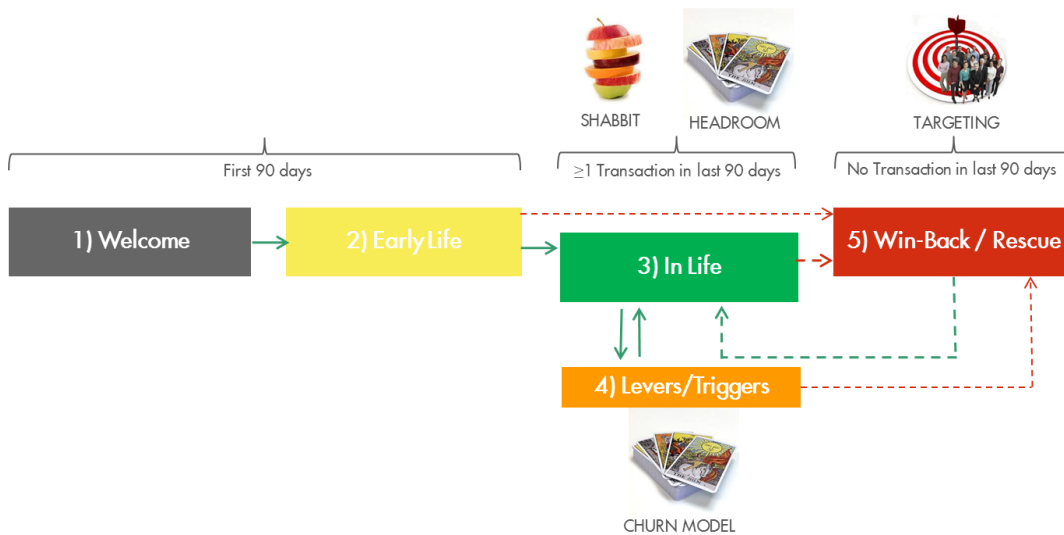 SHABBIT
HEADROOM
TARGETING
First 90 days
≥1 Transaction in last 90 days
No Transaction in last 90 days
1) Welcome
2) Early Life
3) In Life
5) Win-Back / Rescue
4) Levers/Triggers
CHURN MODEL